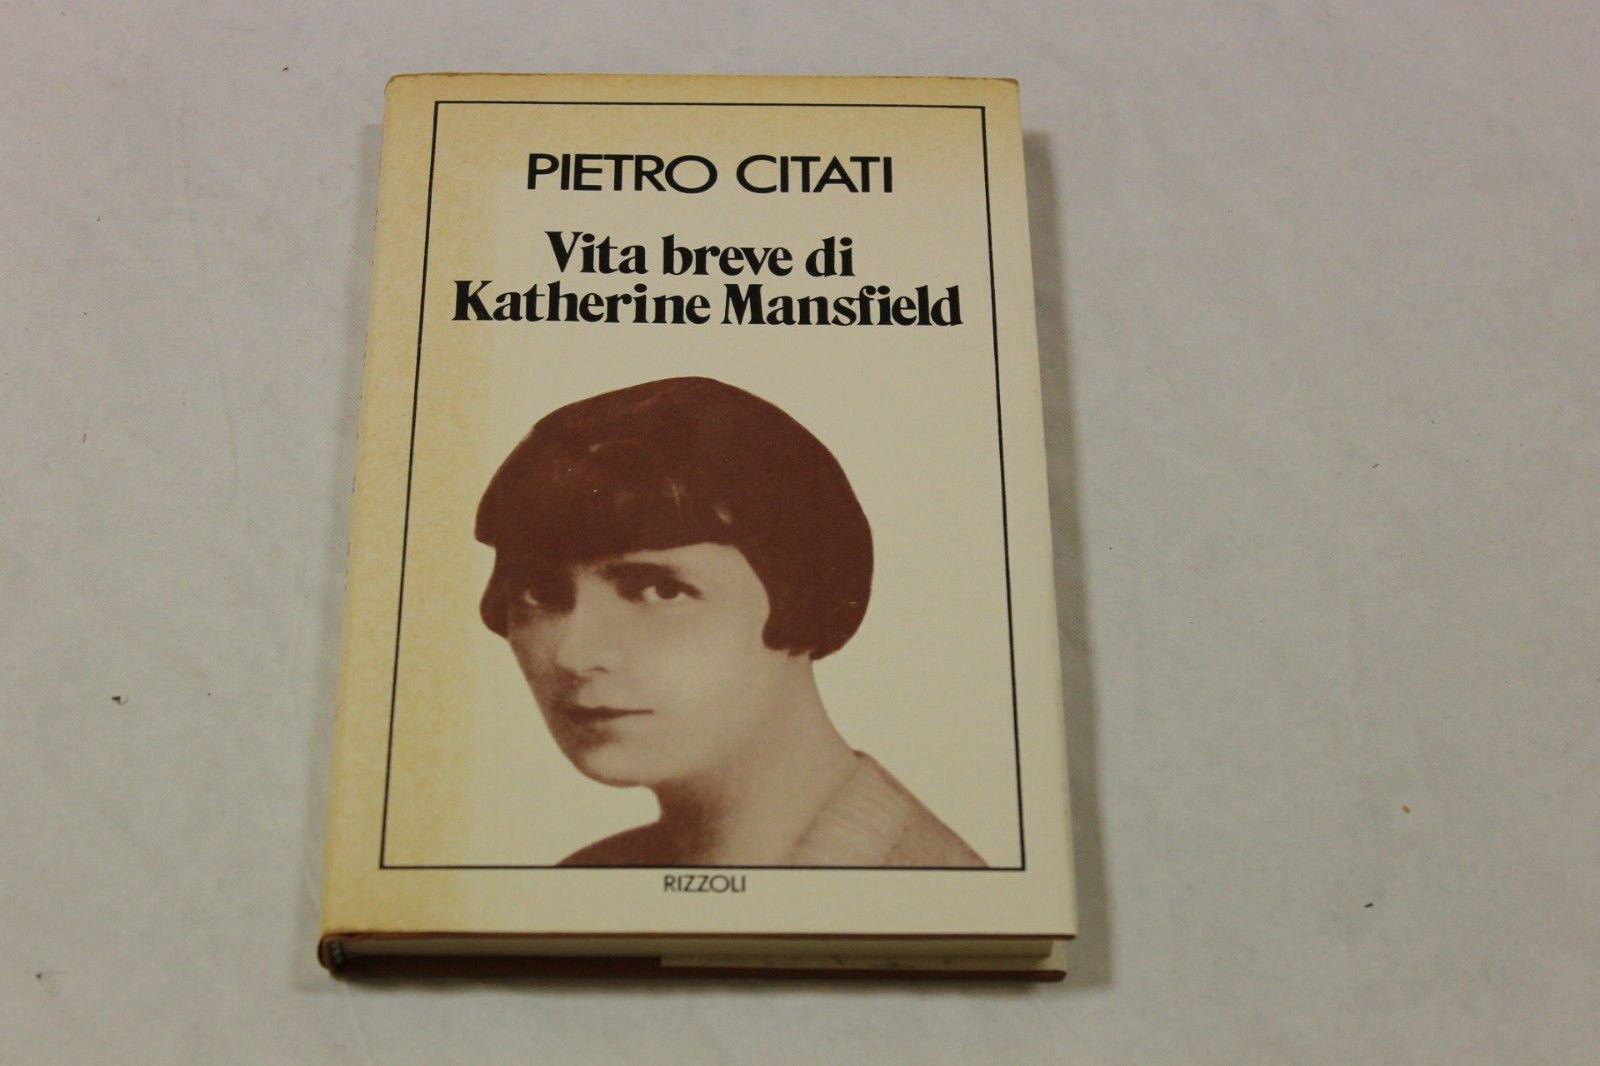 PIETRO CITATI
Vita breve di
Katherine Mansfield
RIZZOLI